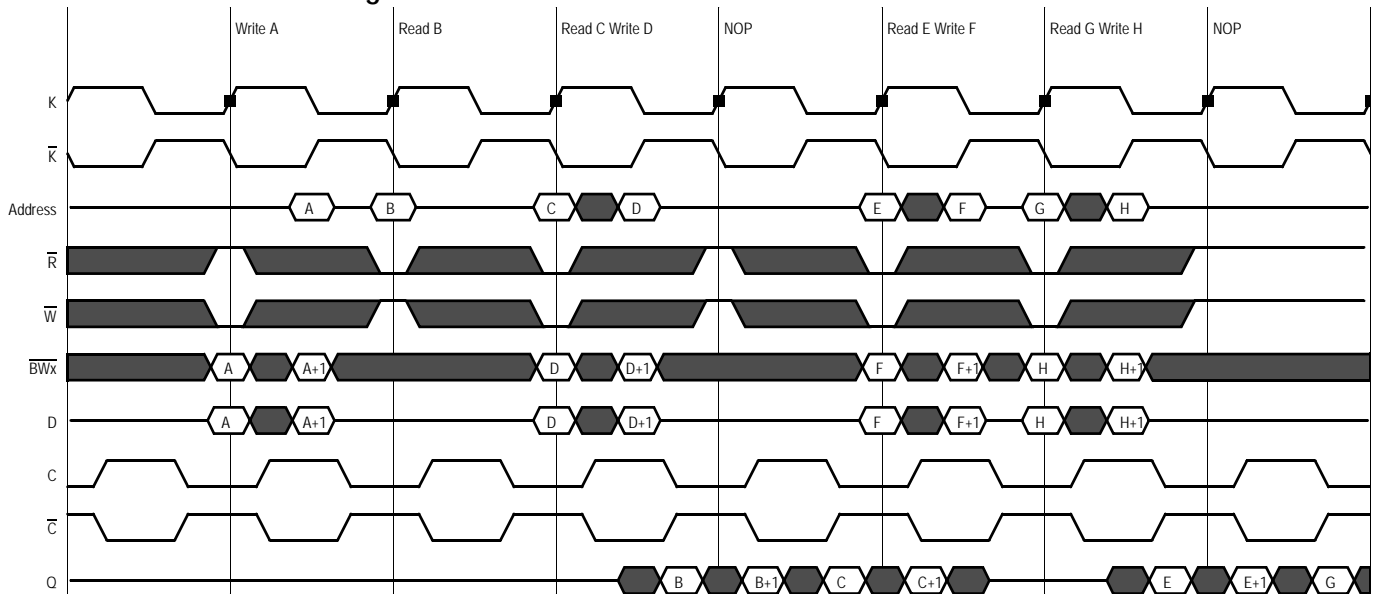 g
Write A Read B Read C Write D NOP Read E Write F Read G Write H NOP
K
K̅
Address A B C D E F G H
R̅
W̅
B̅W̅x̅ A A+1 D D+1 F F+1 H H+1
D A A+1 D D+1 F F+1 H H+1
C
C̅
Q B B+1 C C+1 E E+1 G